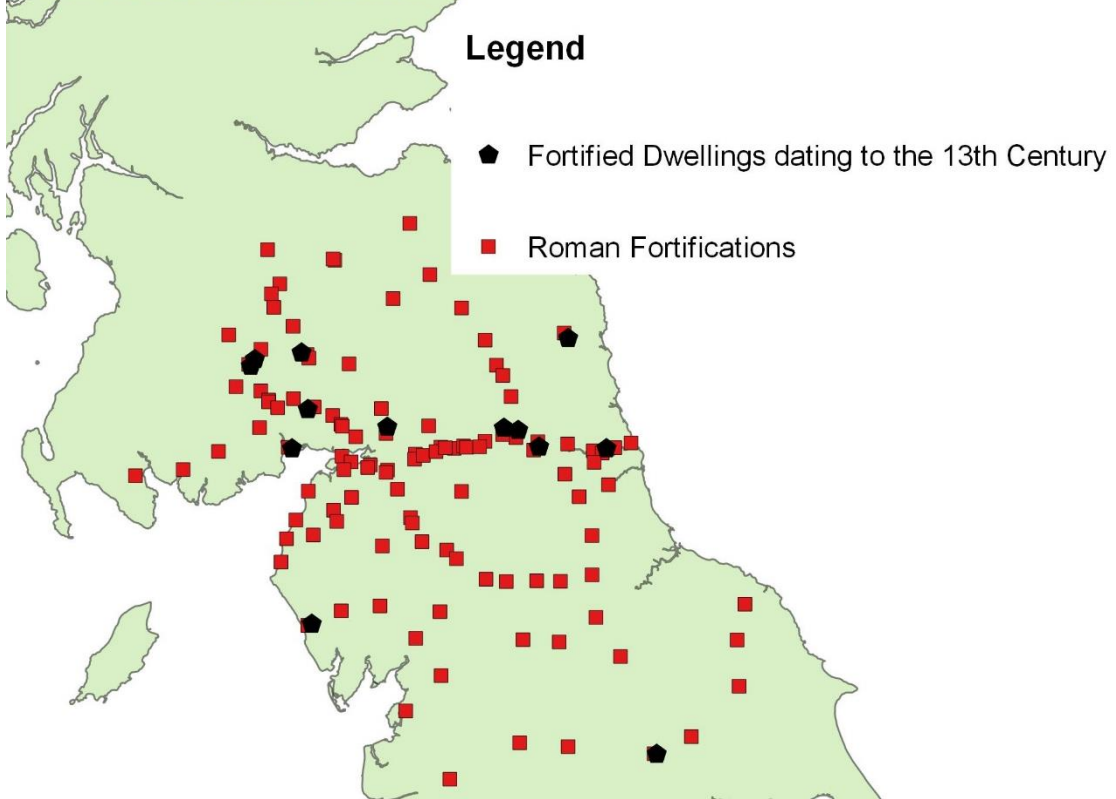 Legend
Fortified Dwellings dating to the 13th Century
Roman Fortifications